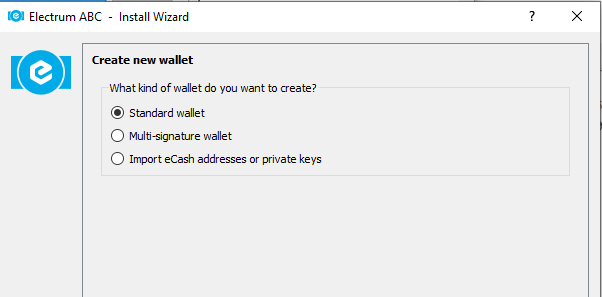 Electrum ABC - Install Wizard
Create new wallet
What kind of wallet do you want to create?
Standard wallet
Multi-signature wallet
Import eCash addresses or private keys